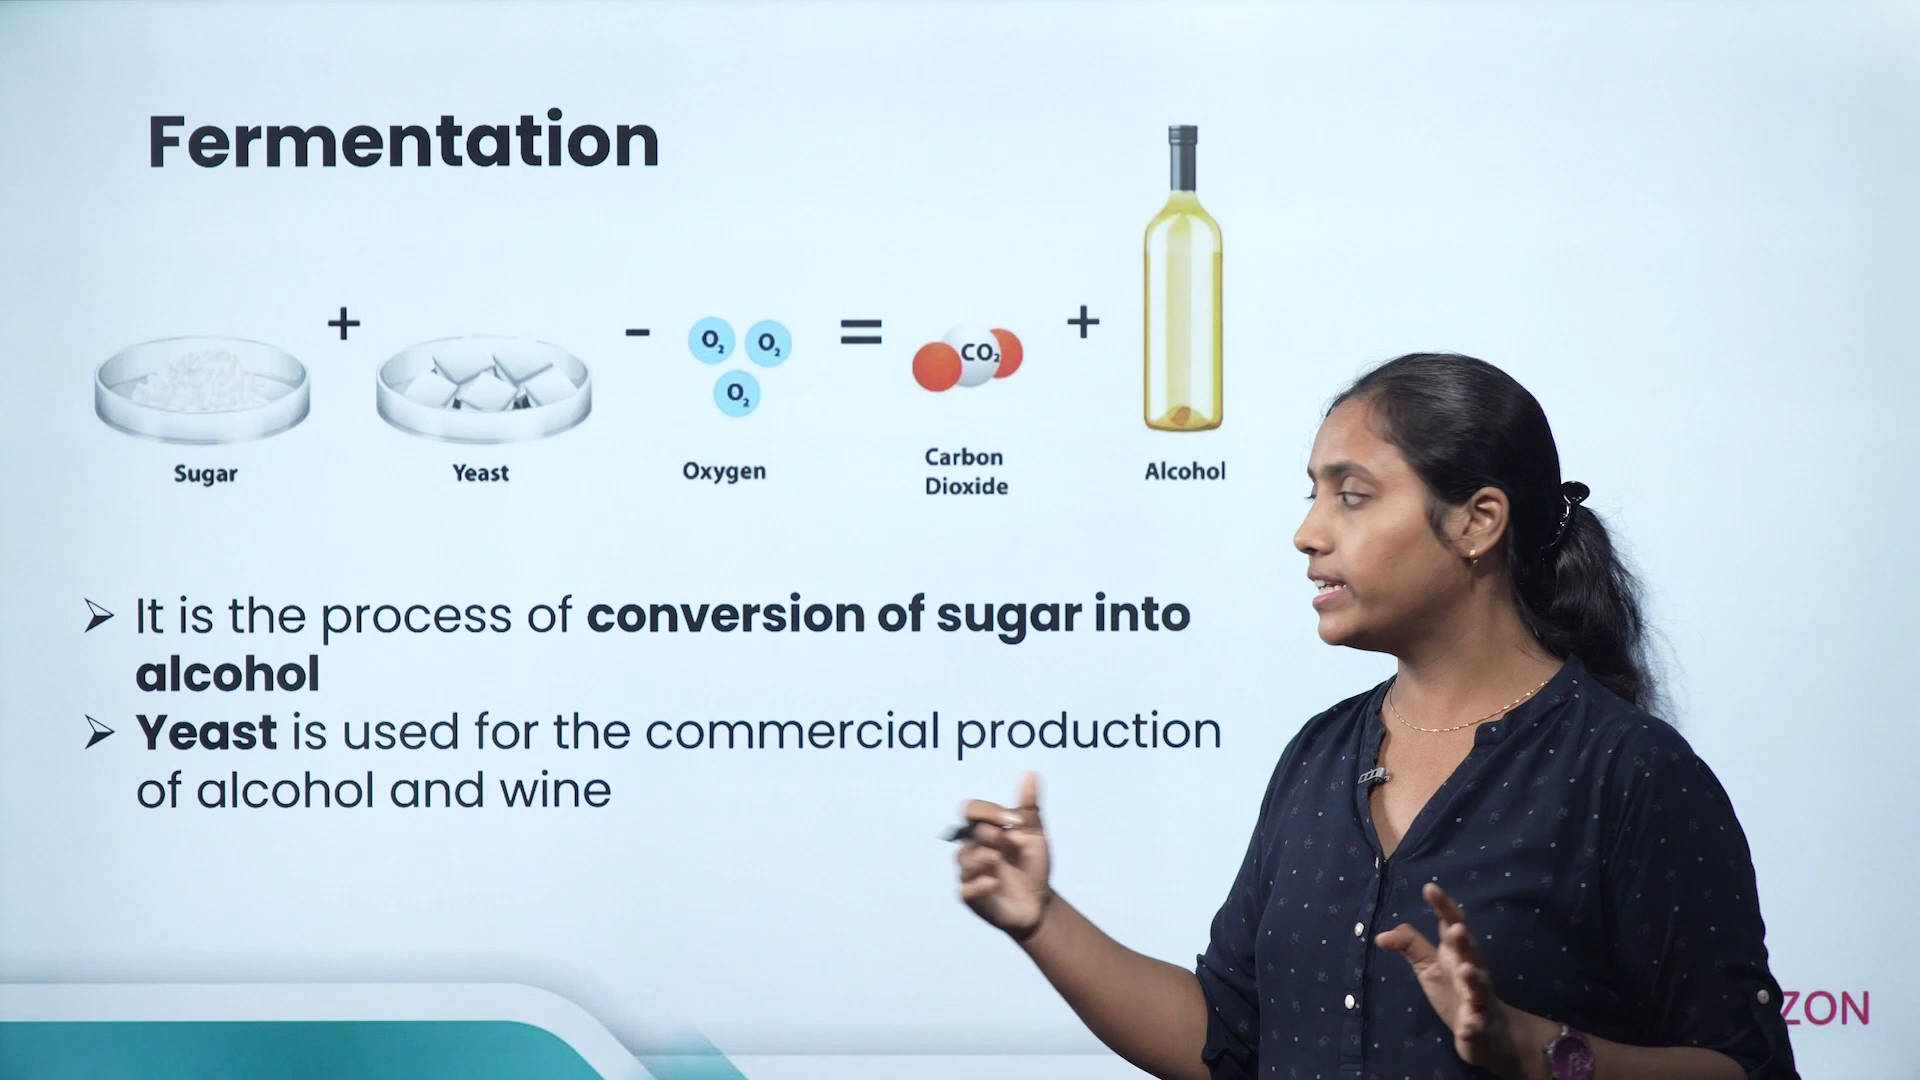 Fermentation
+ - = +
O₂ O₂
O₂
CO₂
Sugar Yeast Oxygen Carbon Dioxide Alcohol
➢ It is the process of conversion of sugar into
alcohol
➢ Yeast is used for the commercial production
of alcohol and wine
ZON